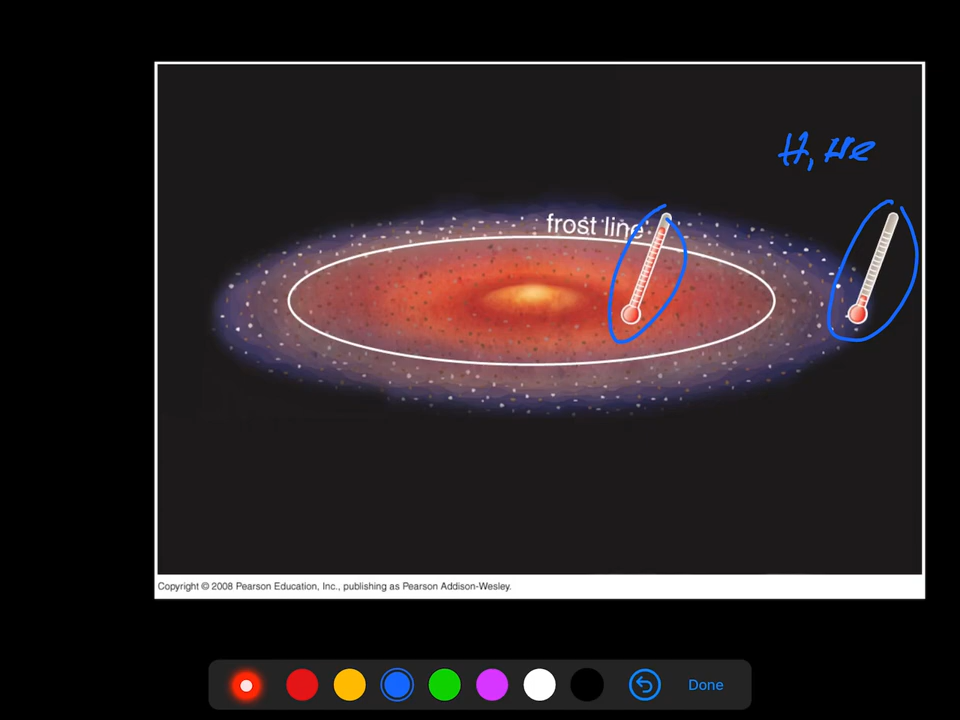 H, He
frost line
Copyright © 2008 Pearson Education, Inc., publishing as Pearson Addison-Wesley.
Done